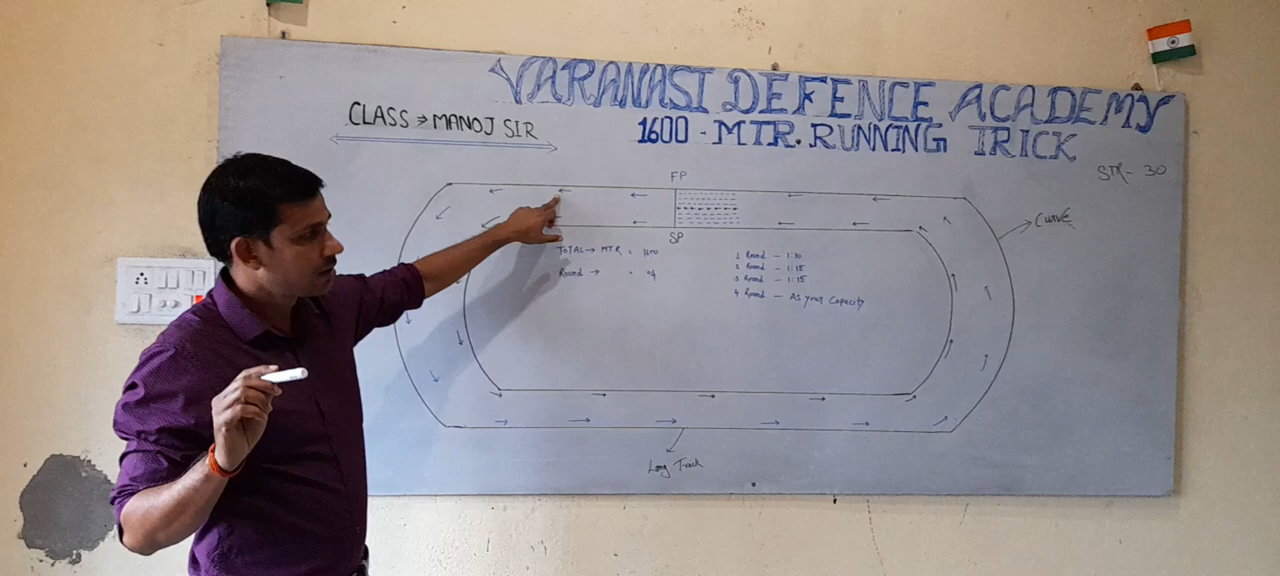 VARANASI DEFENCE ACADEMY
1600 - MTR. RUNNING TRICK
CLASS → MANOJ SIR
STR- 30
FP
SP
Curve
TOTAL → MTR = 1600
Round → = 04
1 Round - 1:10
2 Round - 1:15
3 Round - 1:15
4 Round - As your Capacity
Long Track